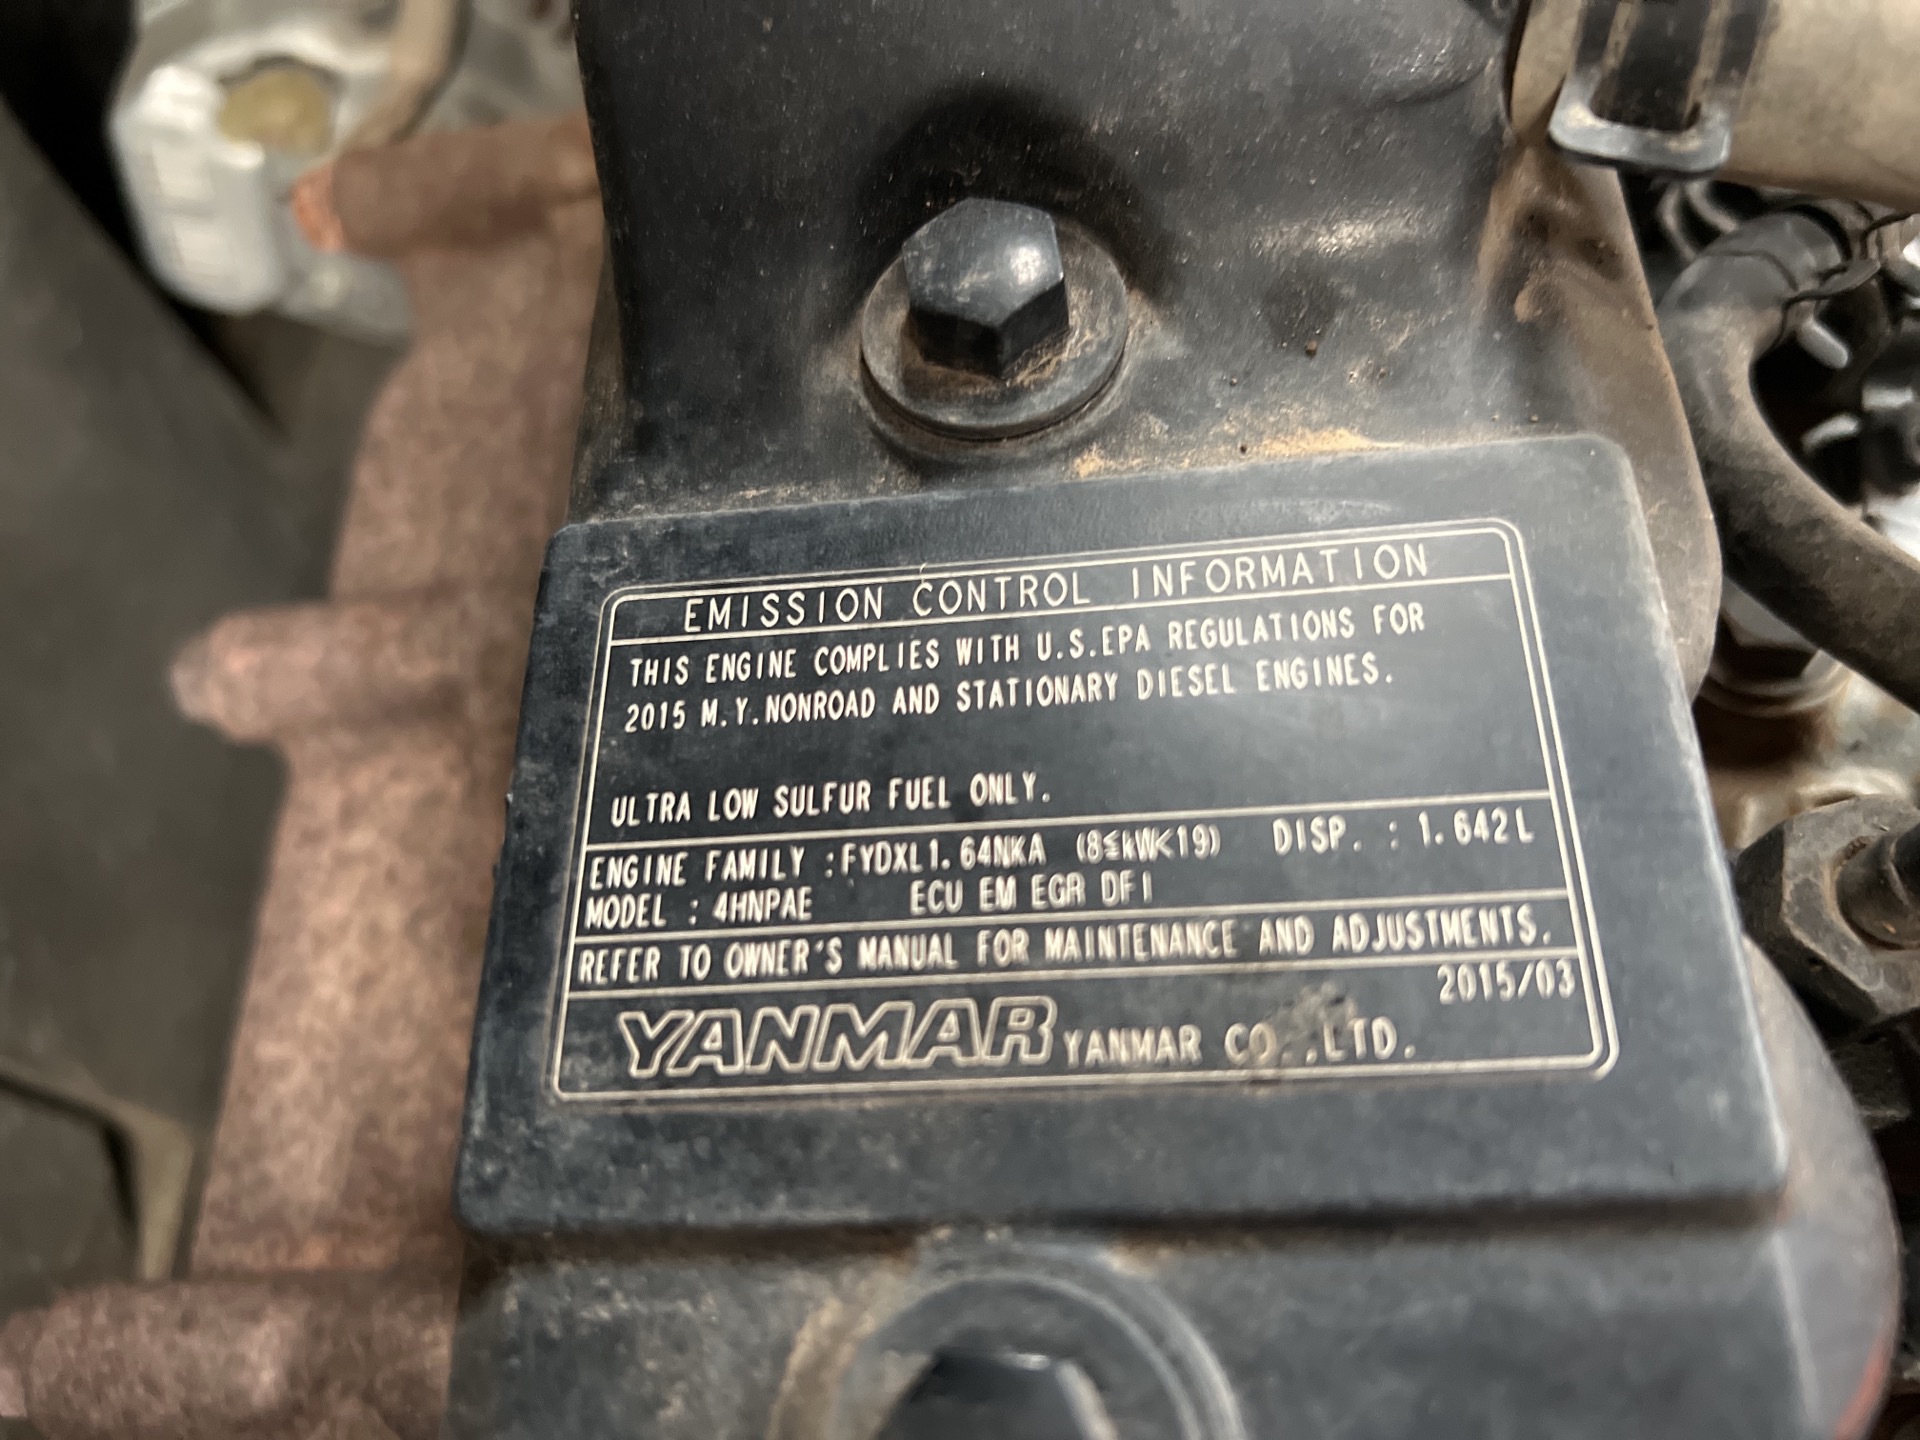 EMISSION CONTROL INFORMATION
THIS ENGINE COMPLIES WITH U.S.EPA REGULATIONS FOR
2015 M.Y.NONROAD AND STATIONARY DIESEL ENGINES.
ULTRA LOW SULFUR FUEL ONLY.
ENGINE FAMILY :FYDXL1.64NKA (8≦kW<19) DISP. : 1.642L
MODEL : 4HNPAE ECU EM EGR DFI
REFER TO OWNER'S MANUAL FOR MAINTENANCE AND ADJUSTMENTS.
2015/03
YANMAR YANMAR CO.,LTD.